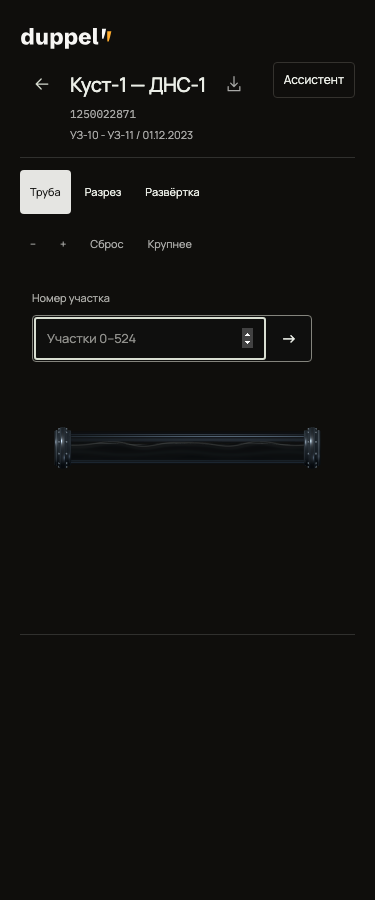 duppel
Куст-1 — ДНС-1
Ассистент
1250022871
УЗ-10 - УЗ-11 / 01.12.2023
Труба
Разрез
Развёртка
− + Сброс Крупнее
Номер участка
Участки 0–524